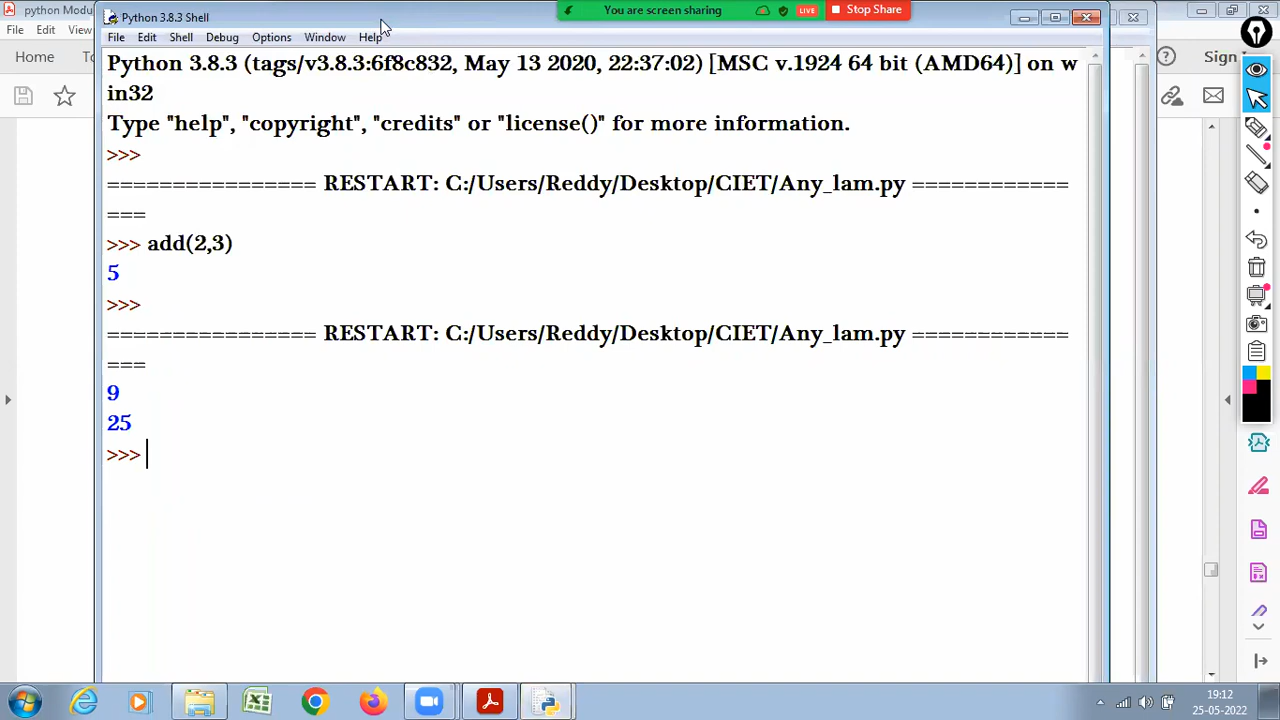 python Modu
Python 3.8.3 Shell
You are screen sharing
LIVE
Stop Share
File
Edit
View
File Edit Shell Debug Options Window Help
Home
To
Sign
Python 3.8.3 (tags/v3.8.3:6f8c832, May 13 2020, 22:37:02) [MSC v.1924 64 bit (AMD64)] on w
in32
Type "help", "copyright", "credits" or "license()" for more information.
>>>
================ RESTART: C:/Users/Reddy/Desktop/CIET/Any_lam.py ============
===
>>> add(2,3)
5
>>>
================ RESTART: C:/Users/Reddy/Desktop/CIET/Any_lam.py ============
===
9
25
>>>
19:12
25-05-2022